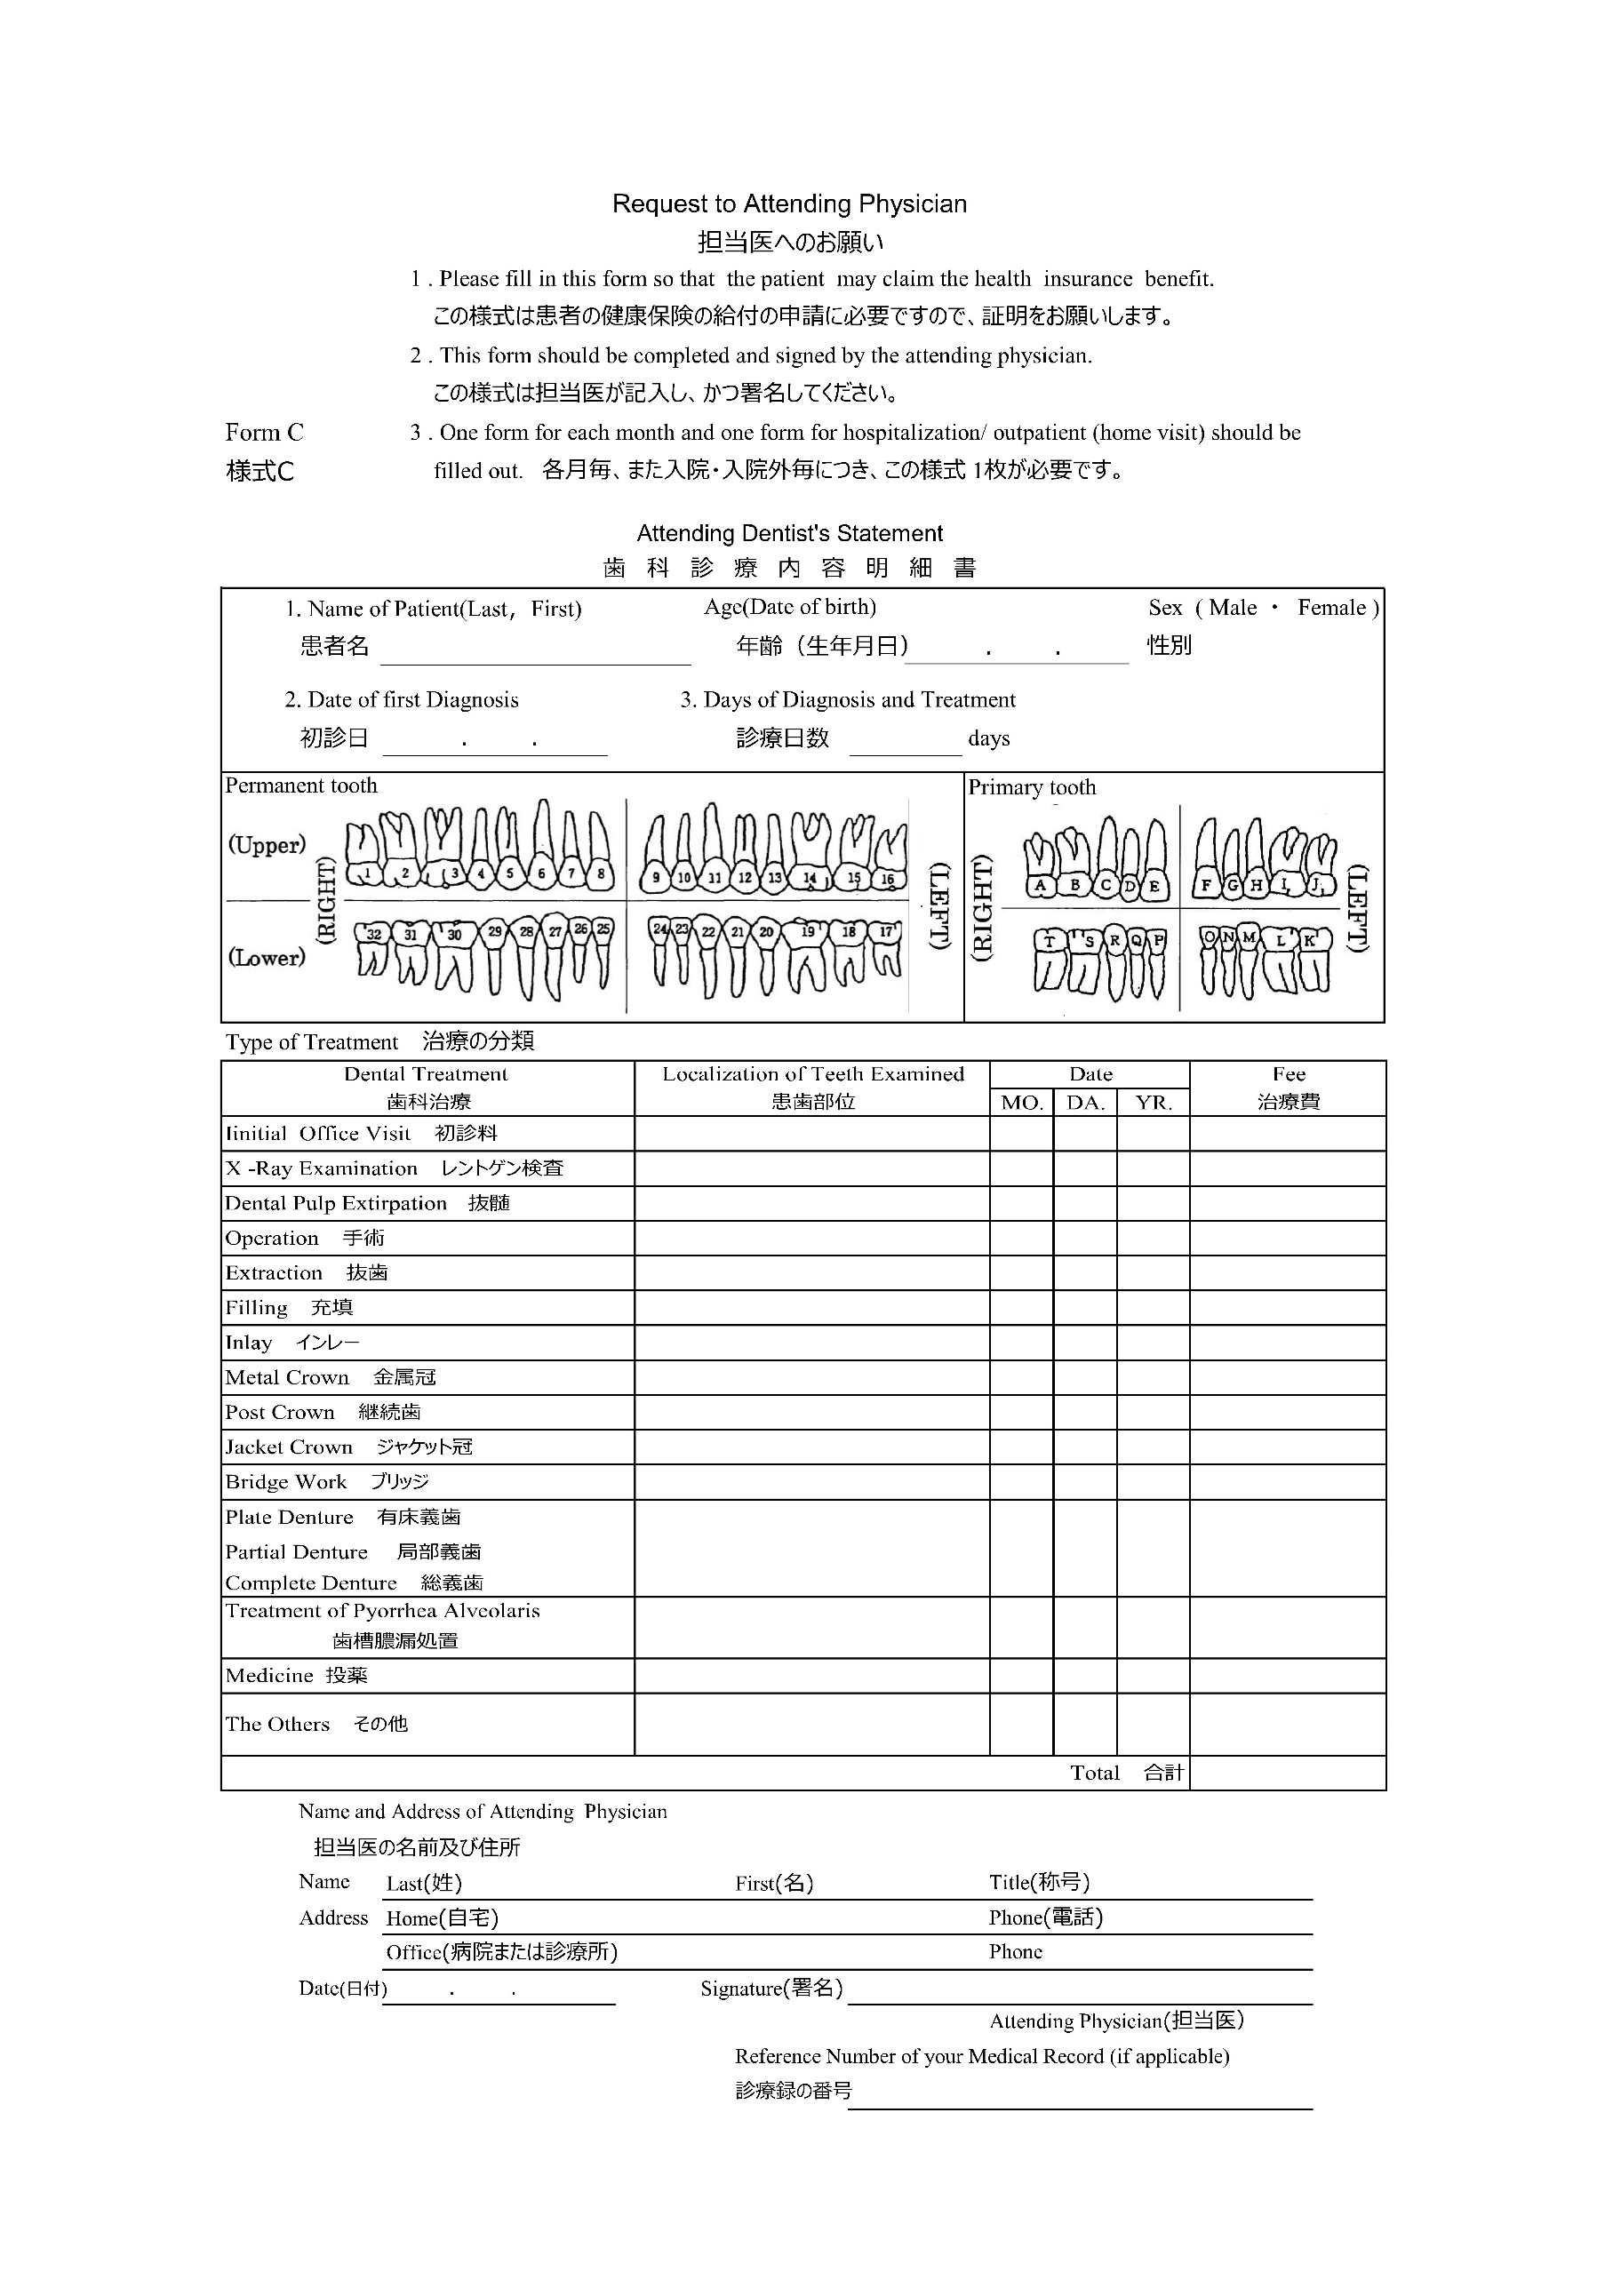 Request to Attending Physician
担当医へのお願い
1 . Please fill in this form so that the patient may claim the health insurance benefit.
この様式は患者の健康保険の給付の申請に必要ですので、証明をお願いします。
2 . This form should be completed and signed by the attending physician.
この様式は担当医が記入し、かつ署名してください。
Form C
3 . One form for each month and one form for hospitalization/ outpatient (home visit) should be
様式C
filled out. 各月毎、また入院・入院外毎につき、この様式 1枚が必要です。
Attending Dentist's Statement
歯 科 診 療 内 容 明 細 書
1. Name of Patient(Last, First) Age(Date of birth) Sex ( Male ・ Female )
患者名 年齢（生年月日） . . 性別
2. Date of first Diagnosis 3. Days of Diagnosis and Treatment
初診日 . . 診療日数 days
Permanent tooth
(Upper)
(RIGHT)
1 2 3 4 5 6 7 8 9 10 11 12 13 14 15 16
(LEFT)
(Lower)
32 31 30 29 28 27 26 25 24 23 22 21 20 19 18 17
Primary tooth
(RIGHT)
A B C D E F G H I J
(LEFT)
T S R Q P O N M L K
Type of Treatment 治療の分類
Dental Treatment Localization of Teeth Examined Date Fee
歯科治療 患歯部位 MO. DA. YR. 治療費
Iinitial Office Visit 初診料
X -Ray Examination レントゲン検査
Dental Pulp Extirpation 抜髄
Operation 手術
Extraction 抜歯
Filling 充填
Inlay インレー
Metal Crown 金属冠
Post Crown 継続歯
Jacket Crown ジャケット冠
Bridge Work ブリッジ
Plate Denture 有床義歯
Partial Denture 局部義歯
Complete Denture 総義歯
Treatment of Pyorrhea Alveolaris
歯槽膿漏処置
Medicine 投薬
The Others その他
Total 合計
Name and Address of Attending Physician
担当医の名前及び住所
Name Last(姓) First(名) Title(称号)
Address Home(自宅) Phone(電話)
Office(病院または診療所) Phone
Date(日付) . . Signature(署名)
Attending Physician(担当医）
Reference Number of your Medical Record (if applicable)
診療録の番号